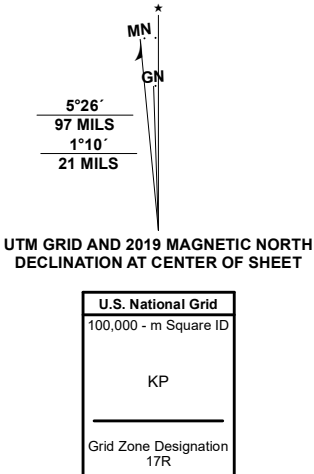 ★
MN
GN
5°26´
97 MILS
1°10´
21 MILS
UTM GRID AND 2019 MAGNETIC NORTH
DECLINATION AT CENTER OF SHEET
U.S. National Grid
100,000 - m Square ID
KP
Grid Zone Designation
17R